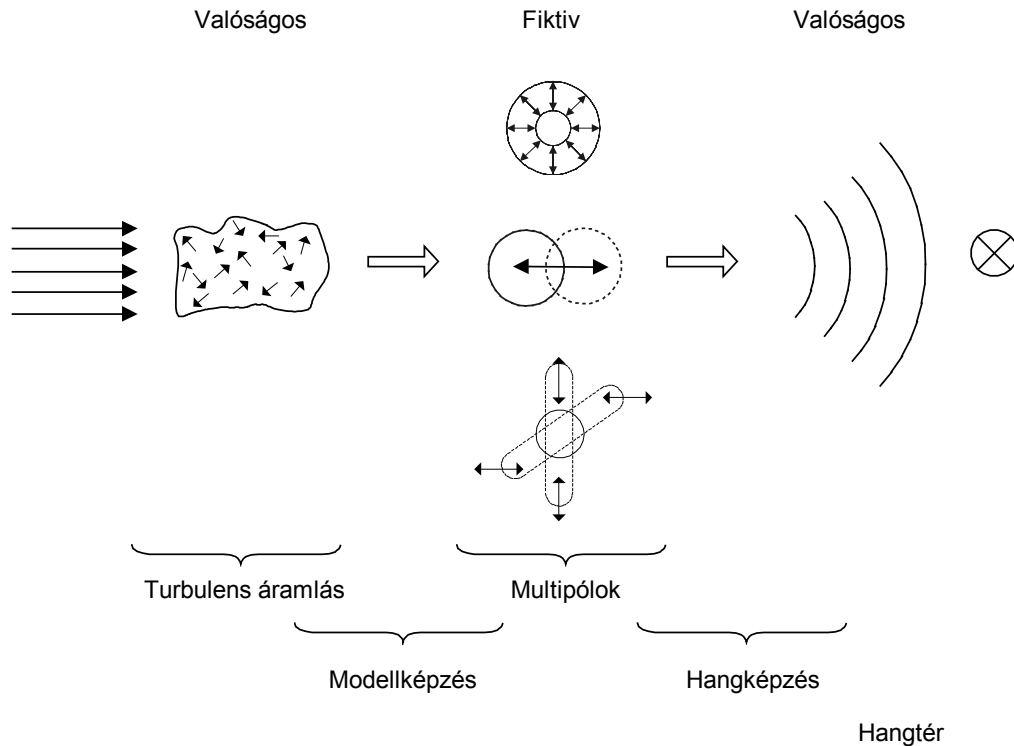 Valóságos
Fiktiv
Valóságos
Turbulens áramlás
Multipólok
Modellképzés
Hangképzés
Hangtér